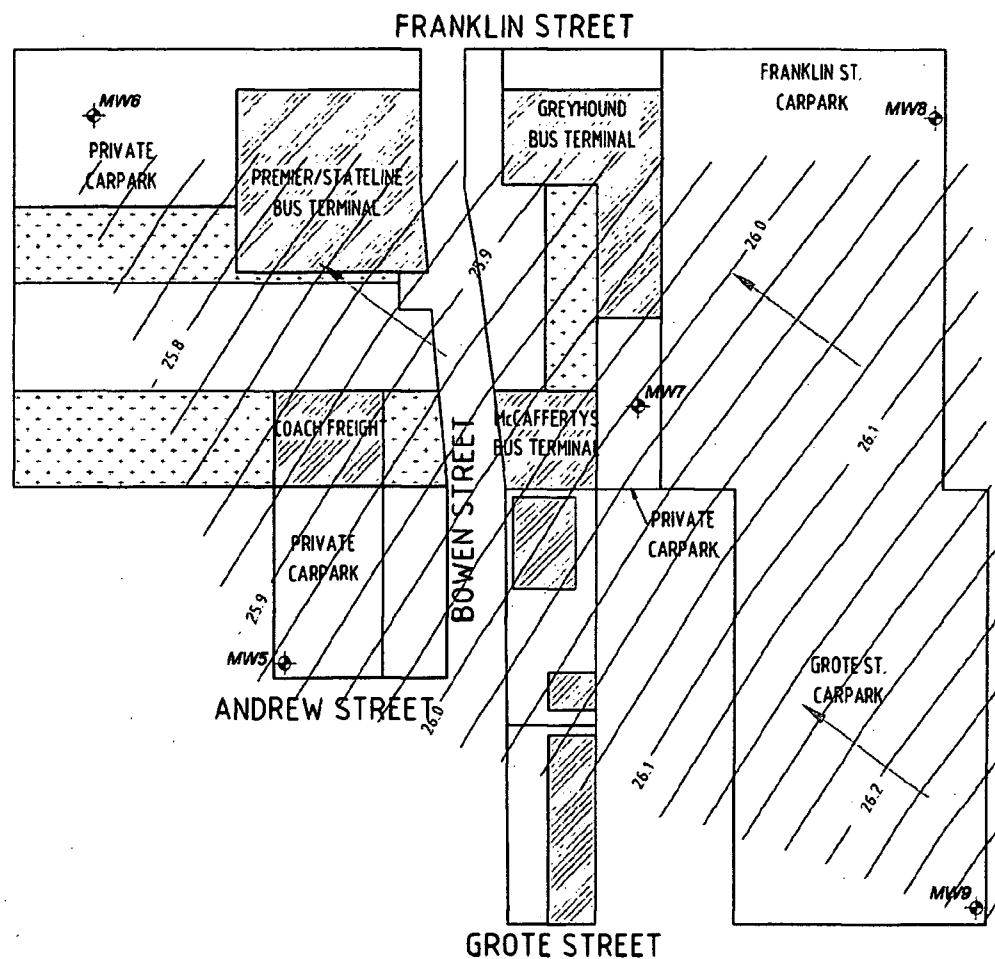 FRANKLIN STREET
MW6
PRIVATE
CARPARK
PREMIER/STATELINE
BUS TERMINAL
GREYHOUND
BUS TERMINAL
FRANKLIN ST.
CARPARK
MW8
26.0
25.9
25.8
MW7
COACH FREIGHT
McCAFFERTYS
BUS TERMINAL
26.1
BOWEN STREET
PRIVATE
CARPARK
PRIVATE
CARPARK
25.9
MW5
ANDREW STREET
26.0
GROTE ST.
CARPARK
26.1
26.2
MW9
GROTE STREET